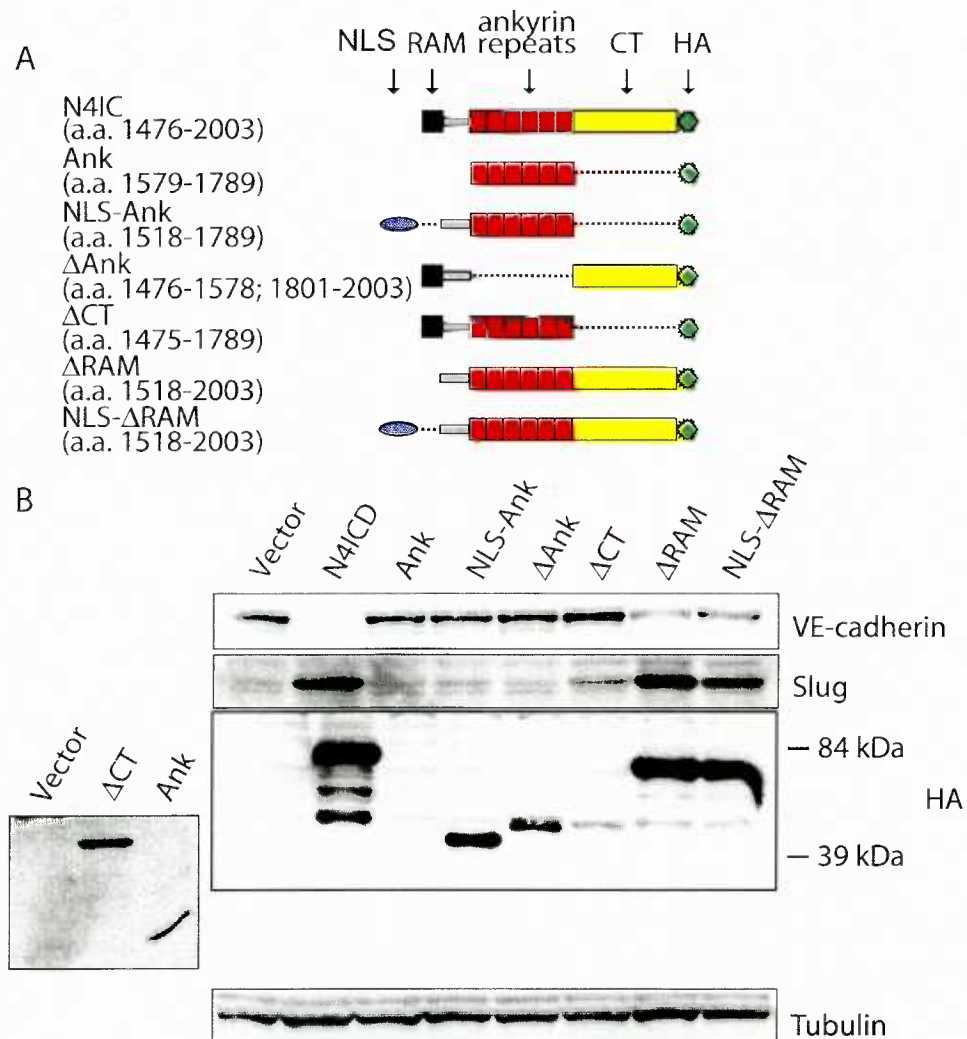 A
NLS RAM ankyrin repeats CT HA
N4IC
(a.a. 1476-2003)
Ank
(a.a. 1579-1789)
NLS-Ank
(a.a. 1518-1789)
ΔAnk
(a.a. 1476-1578; 1801-2003)
ΔCT
(a.a. 1475-1789)
ΔRAM
(a.a. 1518-2003)
NLS-ΔRAM
(a.a. 1518-2003)
B
Vector N4ICD Ank NLS-Ank ΔAnk ΔCT ΔRAM NLS-ΔRAM
VE-cadherin
Slug
84 kDa
HA
39 kDa
Vector ΔCT Ank
Tubulin